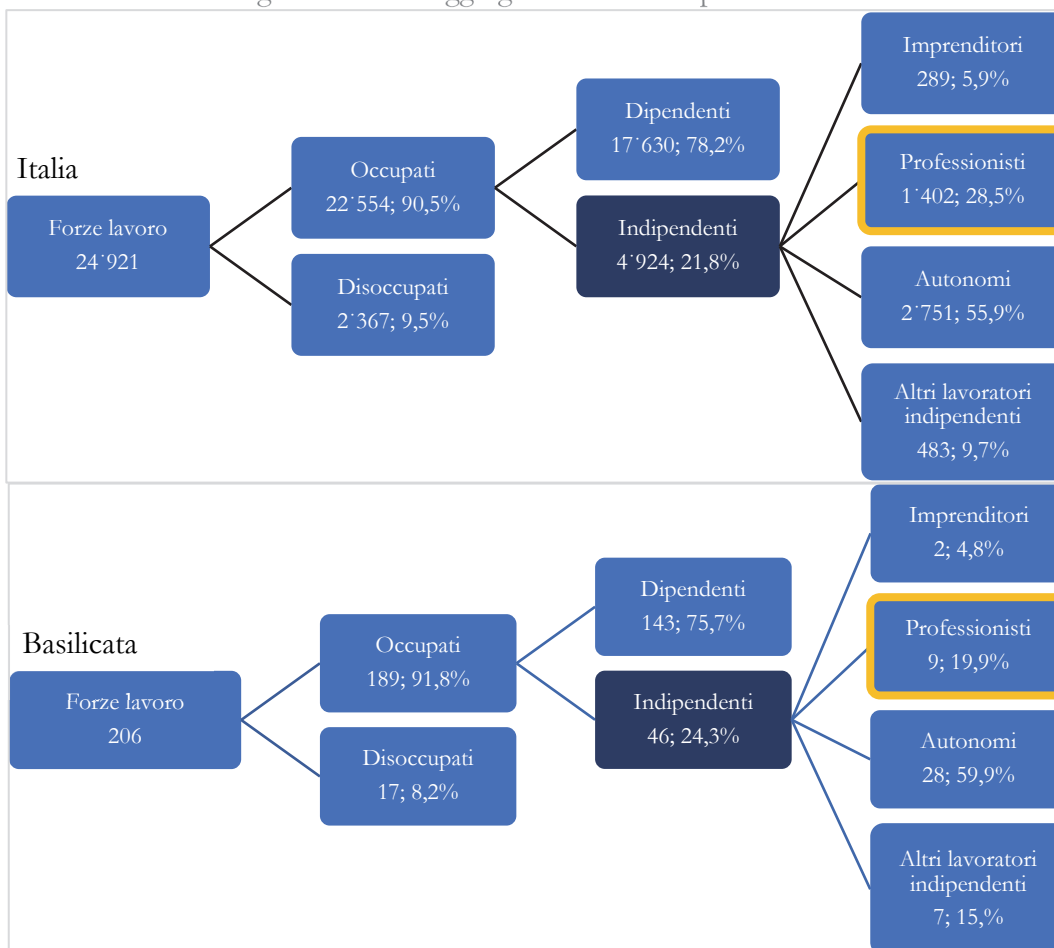 Italia
Forze lavoro
24˙921
Occupati
22˙554; 90,5%
Disoccupati
2˙367; 9,5%
Dipendenti
17˙630; 78,2%
Indipendenti
4˙924; 21,8%
Imprenditori
289; 5,9%
Professionisti
1˙402; 28,5%
Autonomi
2˙751; 55,9%
Altri lavoratori
indipendenti
483; 9,7%
Basilicata
Forze lavoro
206
Occupati
189; 91,8%
Disoccupati
17; 8,2%
Dipendenti
143; 75,7%
Indipendenti
46; 24,3%
Imprenditori
2; 4,8%
Professionisti
9; 19,9%
Autonomi
28; 59,9%
Altri lavoratori
indipendenti
7; 15,%